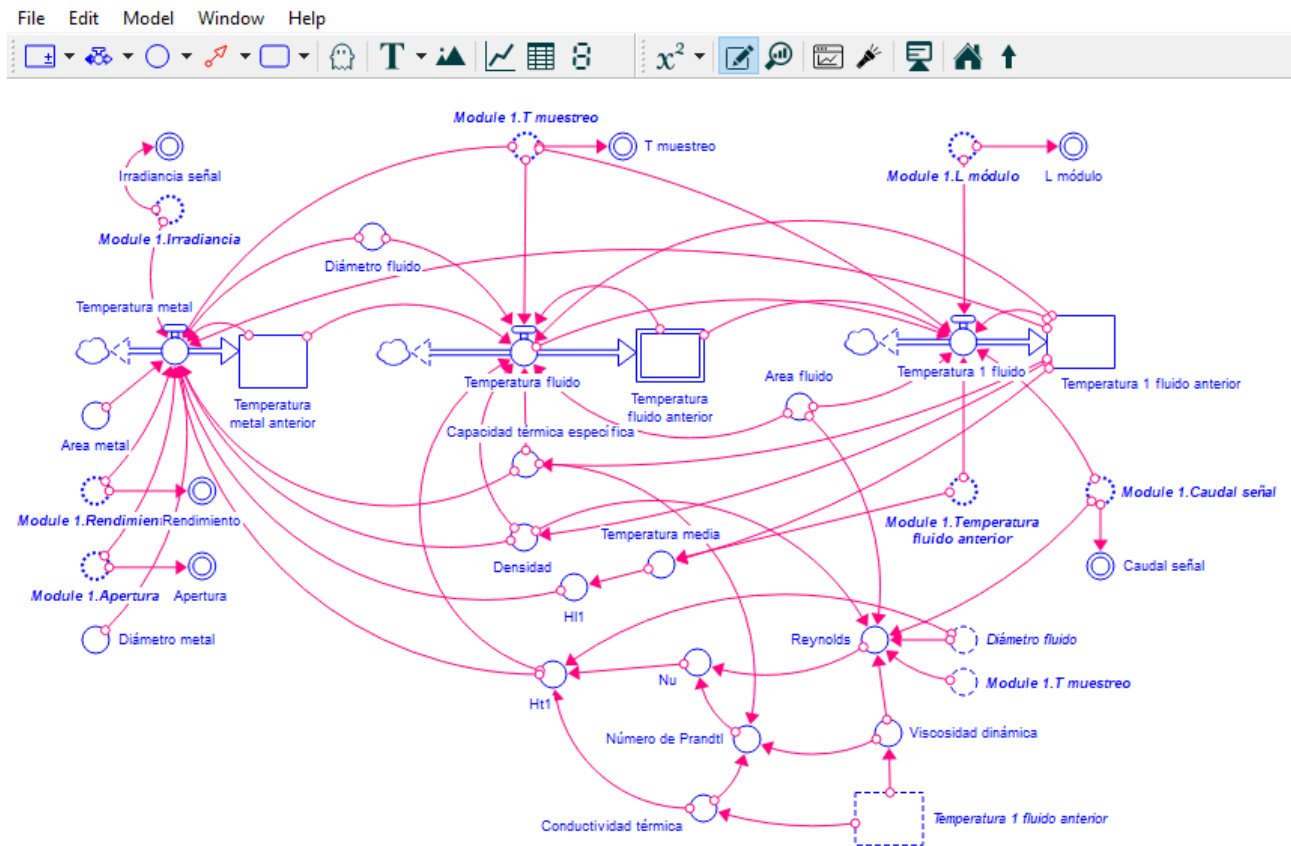 File Edit Model Window Help
T x²
Module 1.T muestreo
T muestreo
Irradiancia señal
Module 1.L módulo
L módulo
Module 1.Irradiancia
Diámetro fluido
Temperatura metal
Temperatura fluido
Area fluido
Temperatura 1 fluido
Temperatura 1 fluido anterior
Temperatura
metal anterior
Temperatura
fluido anterior
Capacidad térmica específica
Area metal
Module 1.Rendimien
Rendimiento
Module 1.Caudal señal
Module 1.Temperatura
fluido anterior
Temperatura media
Densidad
Caudal señal
Module 1.Apertura
Apertura
Hl1
Diámetro metal
Reynolds
Diámetro fluido
Nu
Module 1.T muestreo
Ht1
Número de Prandtl
Viscosidad dinámica
Conductividad térmica
Temperatura 1 fluido anterior